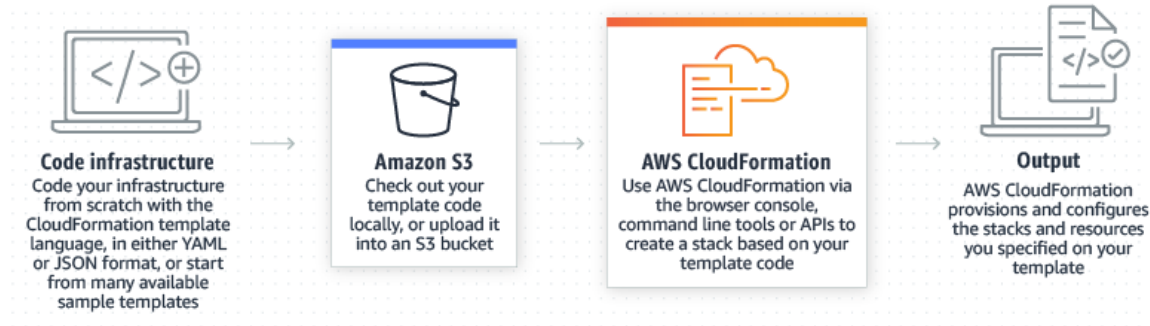 </>
</>
Code infrastructure
Code your infrastructure
from scratch with the
CloudFormation template
language, in either YAML
or JSON format, or start
from many available
sample templates
Amazon S3
Check out your
template code
locally, or upload it
into an S3 bucket
AWS CloudFormation
Use AWS CloudFormation via
the browser console,
command line tools or APIs to
create a stack based on your
template code
Output
AWS CloudFormation
provisions and configures
the stacks and resources
you specified on your
template